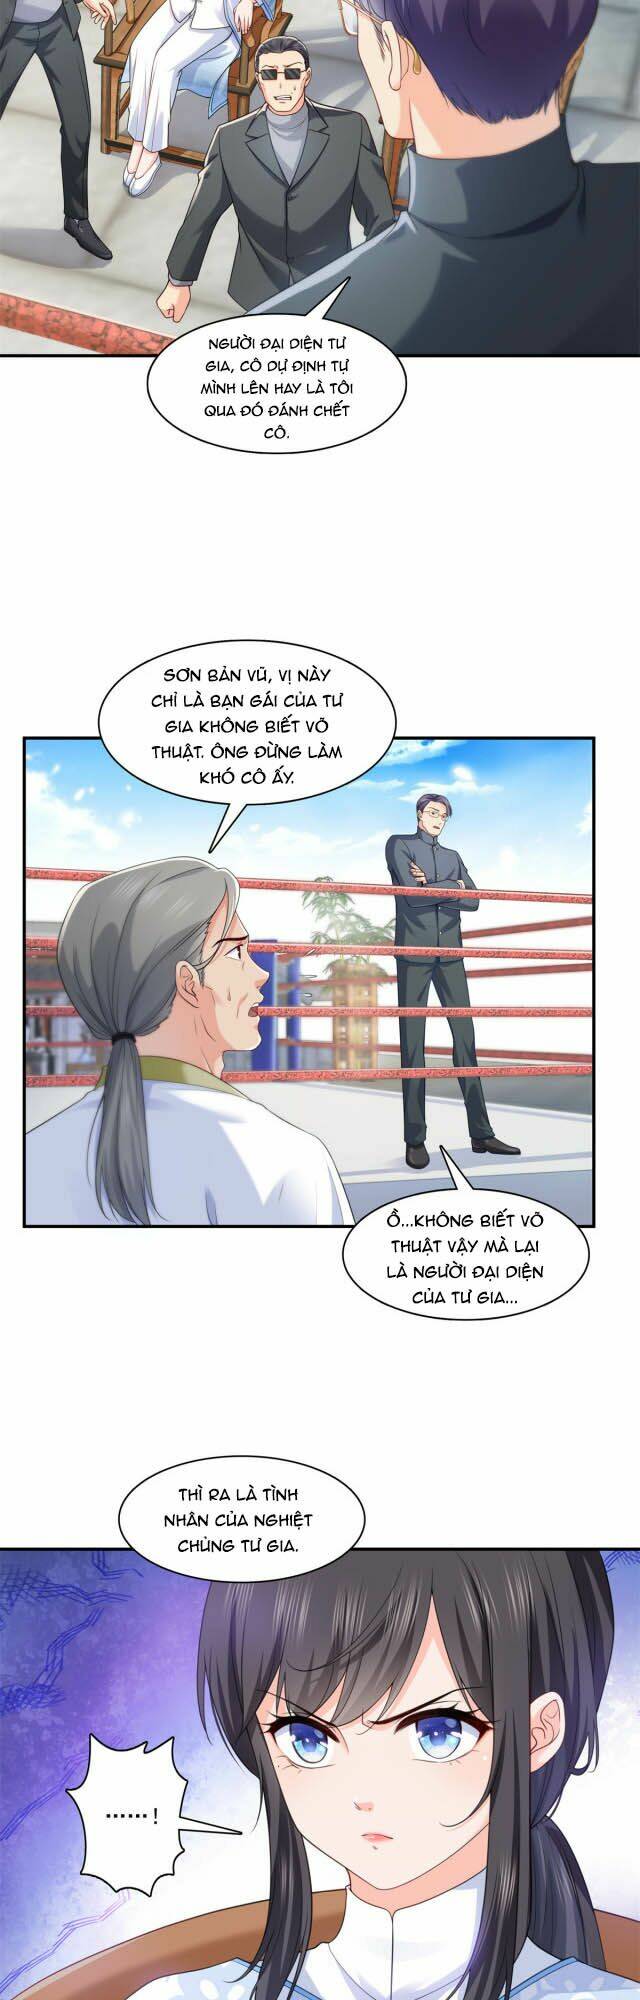 NGƯỜI ĐẠI DIỆN TƯ
GIA, CÔ DỰ ĐỊNH TỰ
MÌNH LÊN HAY LÀ TÔI
QUA ĐÓ ĐÁNH CHẾT
CÔ.
SƠN BẢN VŨ, VỊ NÀY
CHỈ LÀ BẠN GÁI CỦA TƯ
GIA KHÔNG BIẾT VÕ
THUẬT. ÔNG ĐỪNG LÀM
KHÓ CÔ ẤY.
Ồ...KHÔNG BIẾT VÕ
THUẬT VẬY MÀ LẠI
LÀ NGƯỜI ĐẠI DIỆN
CỦA TƯ GIA...
THÌ RA LÀ TÌNH
NHÂN CỦA NGHIỆT
CHỦNG TƯ GIA.
......!